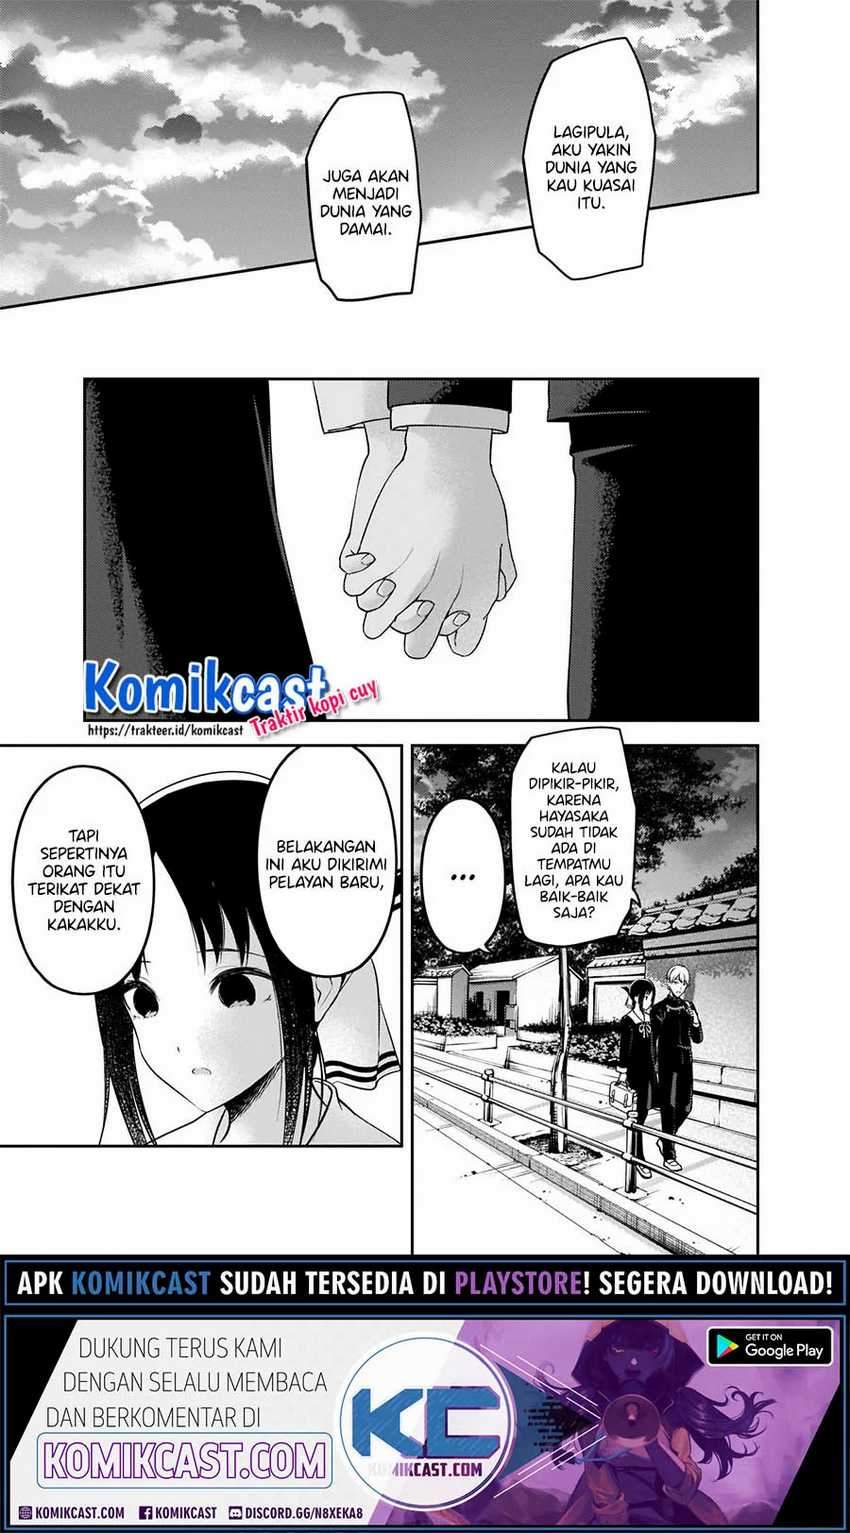 LAGIPULA,
AKU YAKIN
DUNIA YANG
KAU KUASAI
ITU.
JUGA AKAN
MENJADI
DUNIA YANG
DAMAI.
Komikcast
Traktir kopi cuy
https://trakteer.id/komikcast
KALAU
DIPIKIR-PIKIR,
KARENA
HAYASAKA
SUDAH TIDAK
ADA DI
TEMPATMU
LAGI, APA KAU
BAIK-BAIK
SAJA?
...
BELAKANGAN
INI AKU DIKIRIMI
PELAYAN BARU,
TAPI
SEPERTINYA
ORANG ITU
TERIKAT DEKAT
DENGAN
KAKAKKU.
APK KOMIKCAST SUDAH TERSEDIA DI PLAYSTORE! SEGERA DOWNLOAD!
DUKUNG TERUS KAMI
DENGAN SELALU MEMBACA
DAN BERKOMENTAR DI
KOMIKCAST.COM
KOMIKCAST.COM KOMIKCAST DISCORD.GG/N8XEKA8
KC
KOMIKCAST.COM
GET IT ON
Google Play